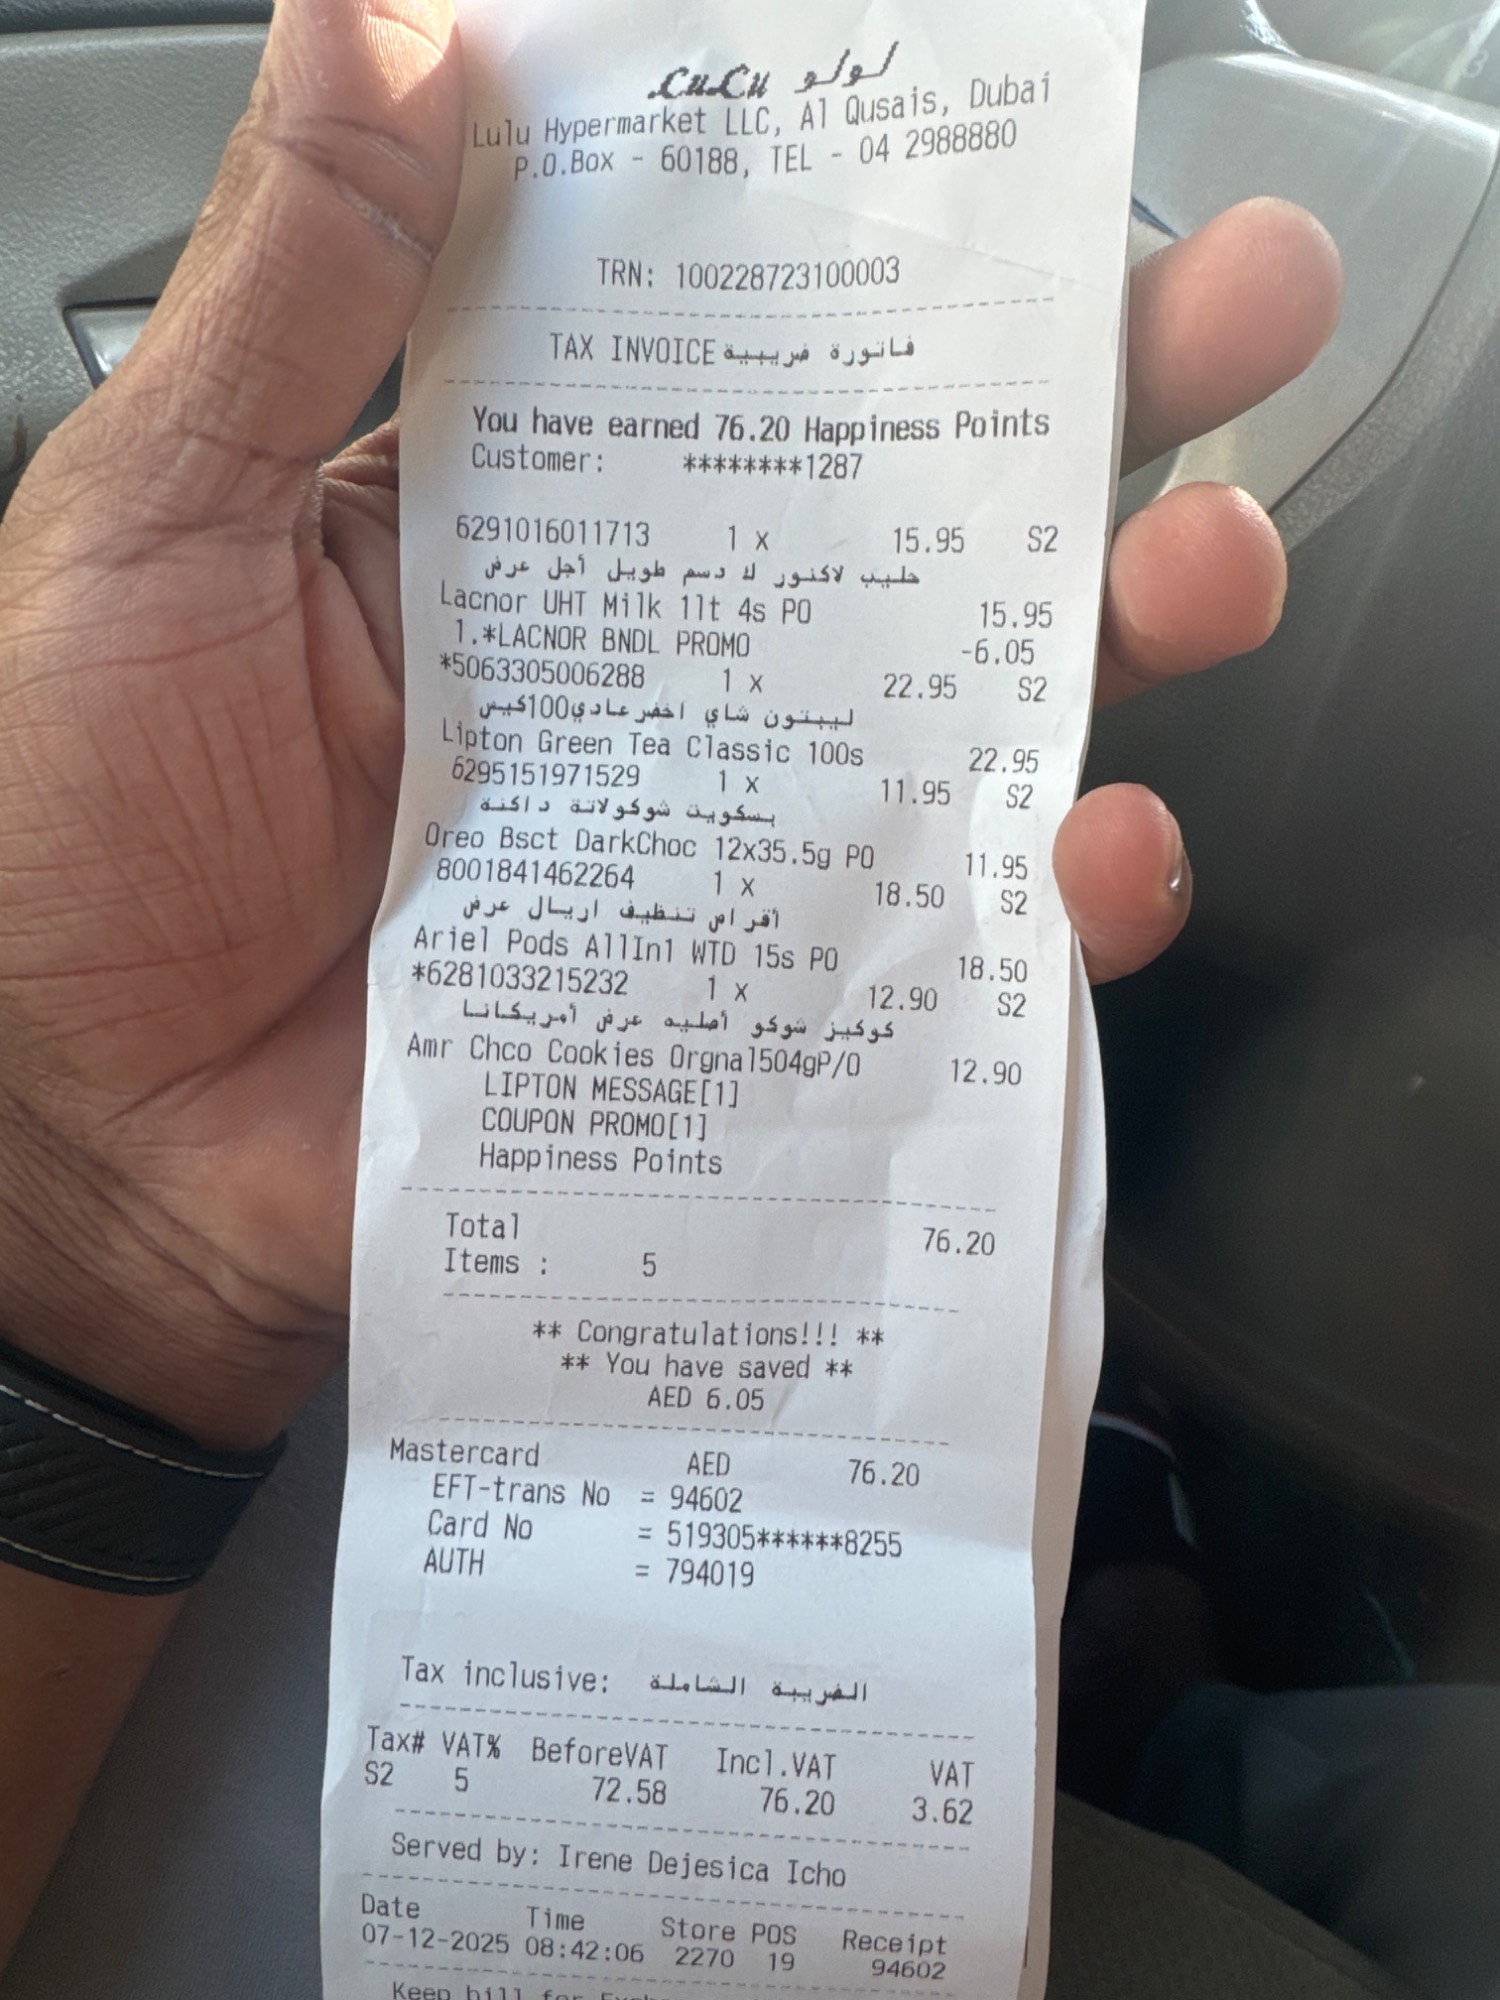 LuLu لولو
Lulu Hypermarket LLC, Al Qusais, Dubai
P.O.Box - 60188, TEL - 04 2988880
TRN: 100228723100003
TAX INVOICE فاتورة ضريبية
You have earned 76.20 Happiness Points
Customer: ********1287
6291016011713 1 x 15.95 S2
حليب لاكنور لا دسم طويل أجل عرض
Lacnor UHT Milk 1lt 4s PO 15.95
1.*LACNOR BNDL PROMO -6.05
*5063305006288 1 x 22.95 S2
ليبتون شاي اخضر عادي100كيس
Lipton Green Tea Classic 100s 22.95
6295151971529 1 x 11.95 S2
بسكويت شوكولاتة داكنة
Oreo Bsct DarkChoc 12x35.5g PO 11.95
8001841462264 1 x 18.50 S2
أقراص تنظيف اريال عرض
Ariel Pods AllIn1 WTD 15s PO 18.50
*6281033215232 1 x 12.90 S2
كوكيز شوكو أصليه عرض أمريكانا
Amr Chco Cookies Orgnal504gP/O 12.90
LIPTON MESSAGE[1]
COUPON PROMO[1]
Happiness Points
Total 76.20
Items : 5
** Congratulations!!! **
** You have saved **
AED 6.05
Mastercard AED 76.20
EFT-trans No = 94602
Card No = 519305******8255
AUTH = 794019
Tax inclusive: الضريبة الشاملة
Tax# VAT% BeforeVAT Incl.VAT VAT
S2 5 72.58 76.20 3.62
Served by: Irene Dejesica Icho
Date Time Store POS Receipt
07-12-2025 08:42:06 2270 19 94602
Keep bill for